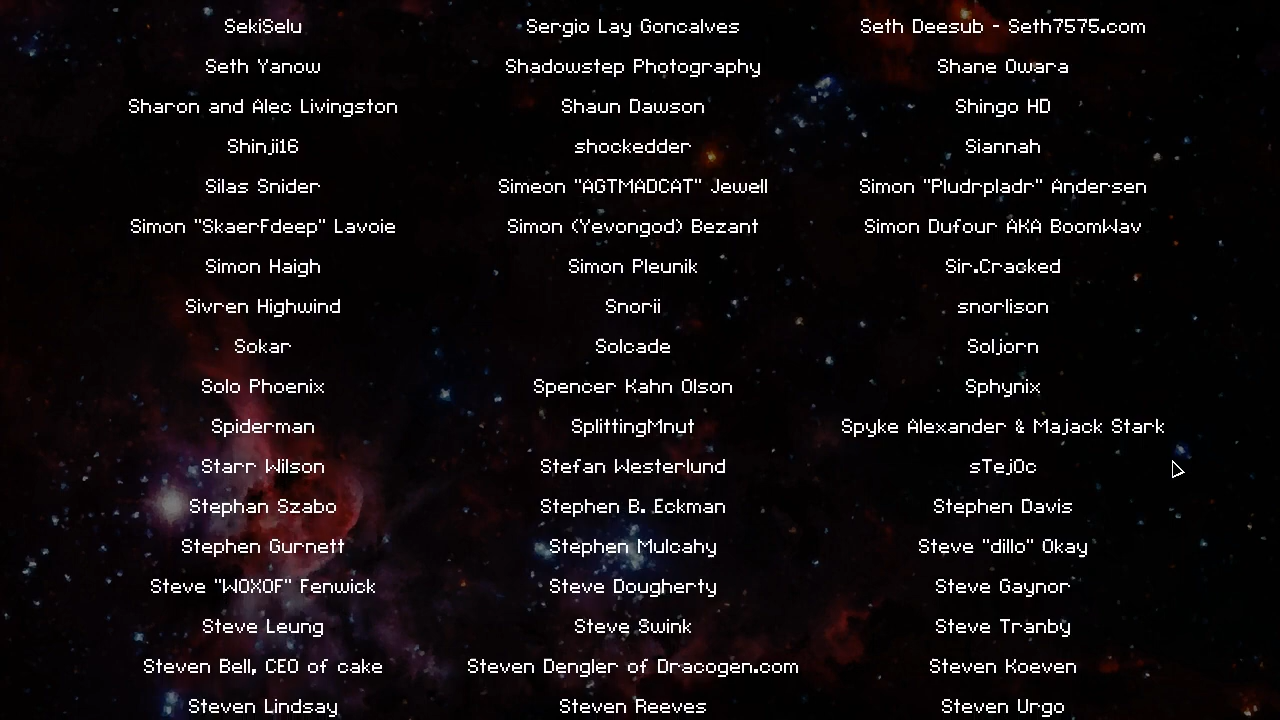 SekiSelu Sergio Lay Goncalves Seth Deesub - Seth7575.com
Seth Yanow Shadowstep Photography Shane Owara
Sharon and Alec Livingston Shaun Dawson Shingo HD
Shinji16 shockedder Siannah
Silas Snider Simeon "AGTMADCAT" Jewell Simon "Pludrpladr" Andersen
Simon "SkaerFdeep" Lavoie Simon (Yevongod) Bezant Simon Dufour AKA BoomWav
Simon Haigh Simon Pleunik Sir.Cracked
Sivren Highwind Snorii snorlison
Sokar Solcade Soljorn
Solo Phoenix Spencer Kahn Olson Sphynix
Spiderman SplittingMnut Spyke Alexander & Majack Stark
Starr Wilson Stefan Westerlund sTej0c
Stephan Szabo Stephen B. Eckman Stephen Davis
Stephen Gurnett Stephen Mulcahy Steve "dillo" Okay
Steve "WOXOF" Fenwick Steve Dougherty Steve Gaynor
Steve Leung Steve Swink Steve Tranby
Steven Bell, CEO of cake Steven Dengler of Dracogen.com Steven Koeven
Steven Lindsay Steven Reeves Steven Urgo